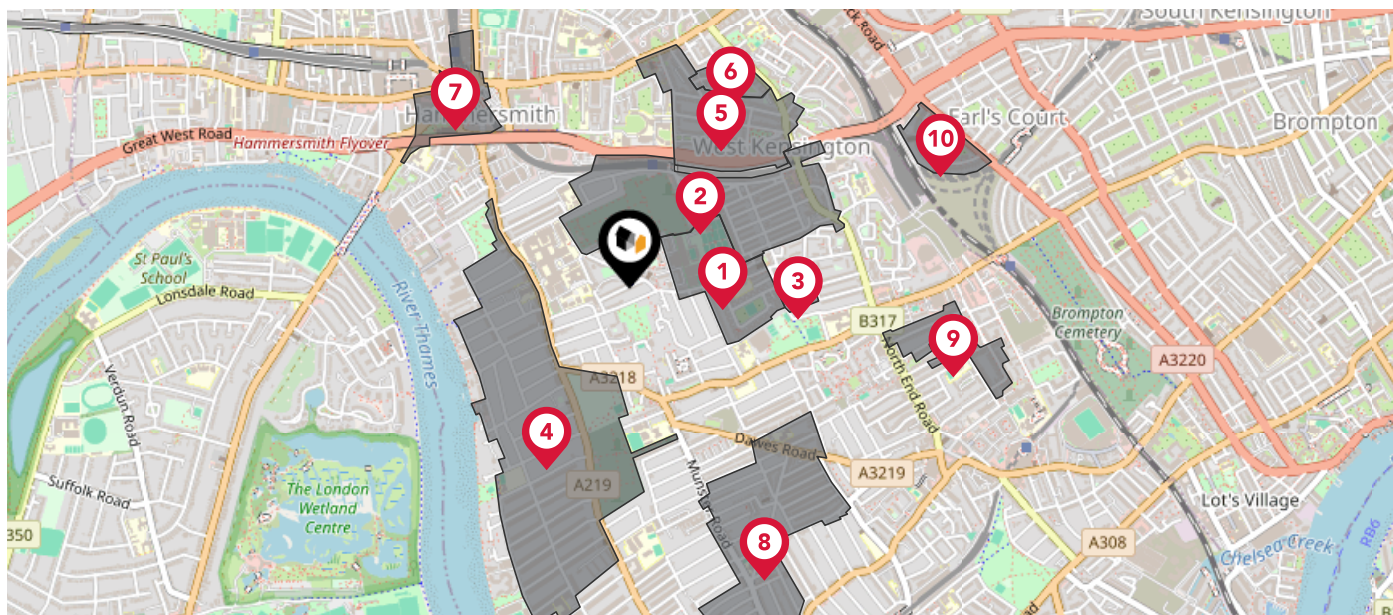 South Kensington
ck Road
6
7
Hammersmith
5
Earl's Court
Brompton
Great West Road
Hammersmith Flyover
West Kensington
10
2
St Paul's
School
Lonsdale Road
River Thames
1
3
B317
Brompton
Cemetery
9
A3220
North End Road
A3218
Verdun Road
4
Dawes Road
A3219
A219
Suffolk Road
The London
Wetland
Centre
Lot's Village
350
8
A308
Chelsea Creek
RB6